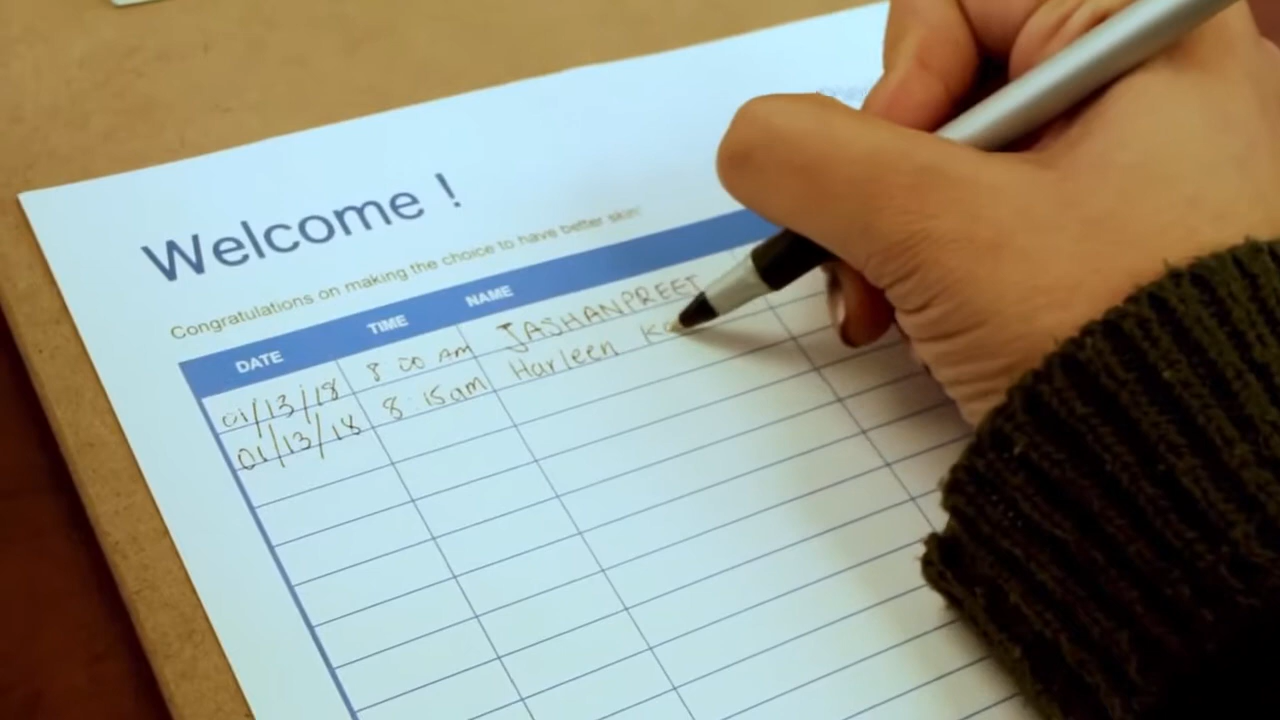 Welcome !
Congratulations on making the choice to have better skin!
DATE TIME NAME
01/13/18 8 00 AM JASHANPREET
01/13/18 8:15am Harleen Ka